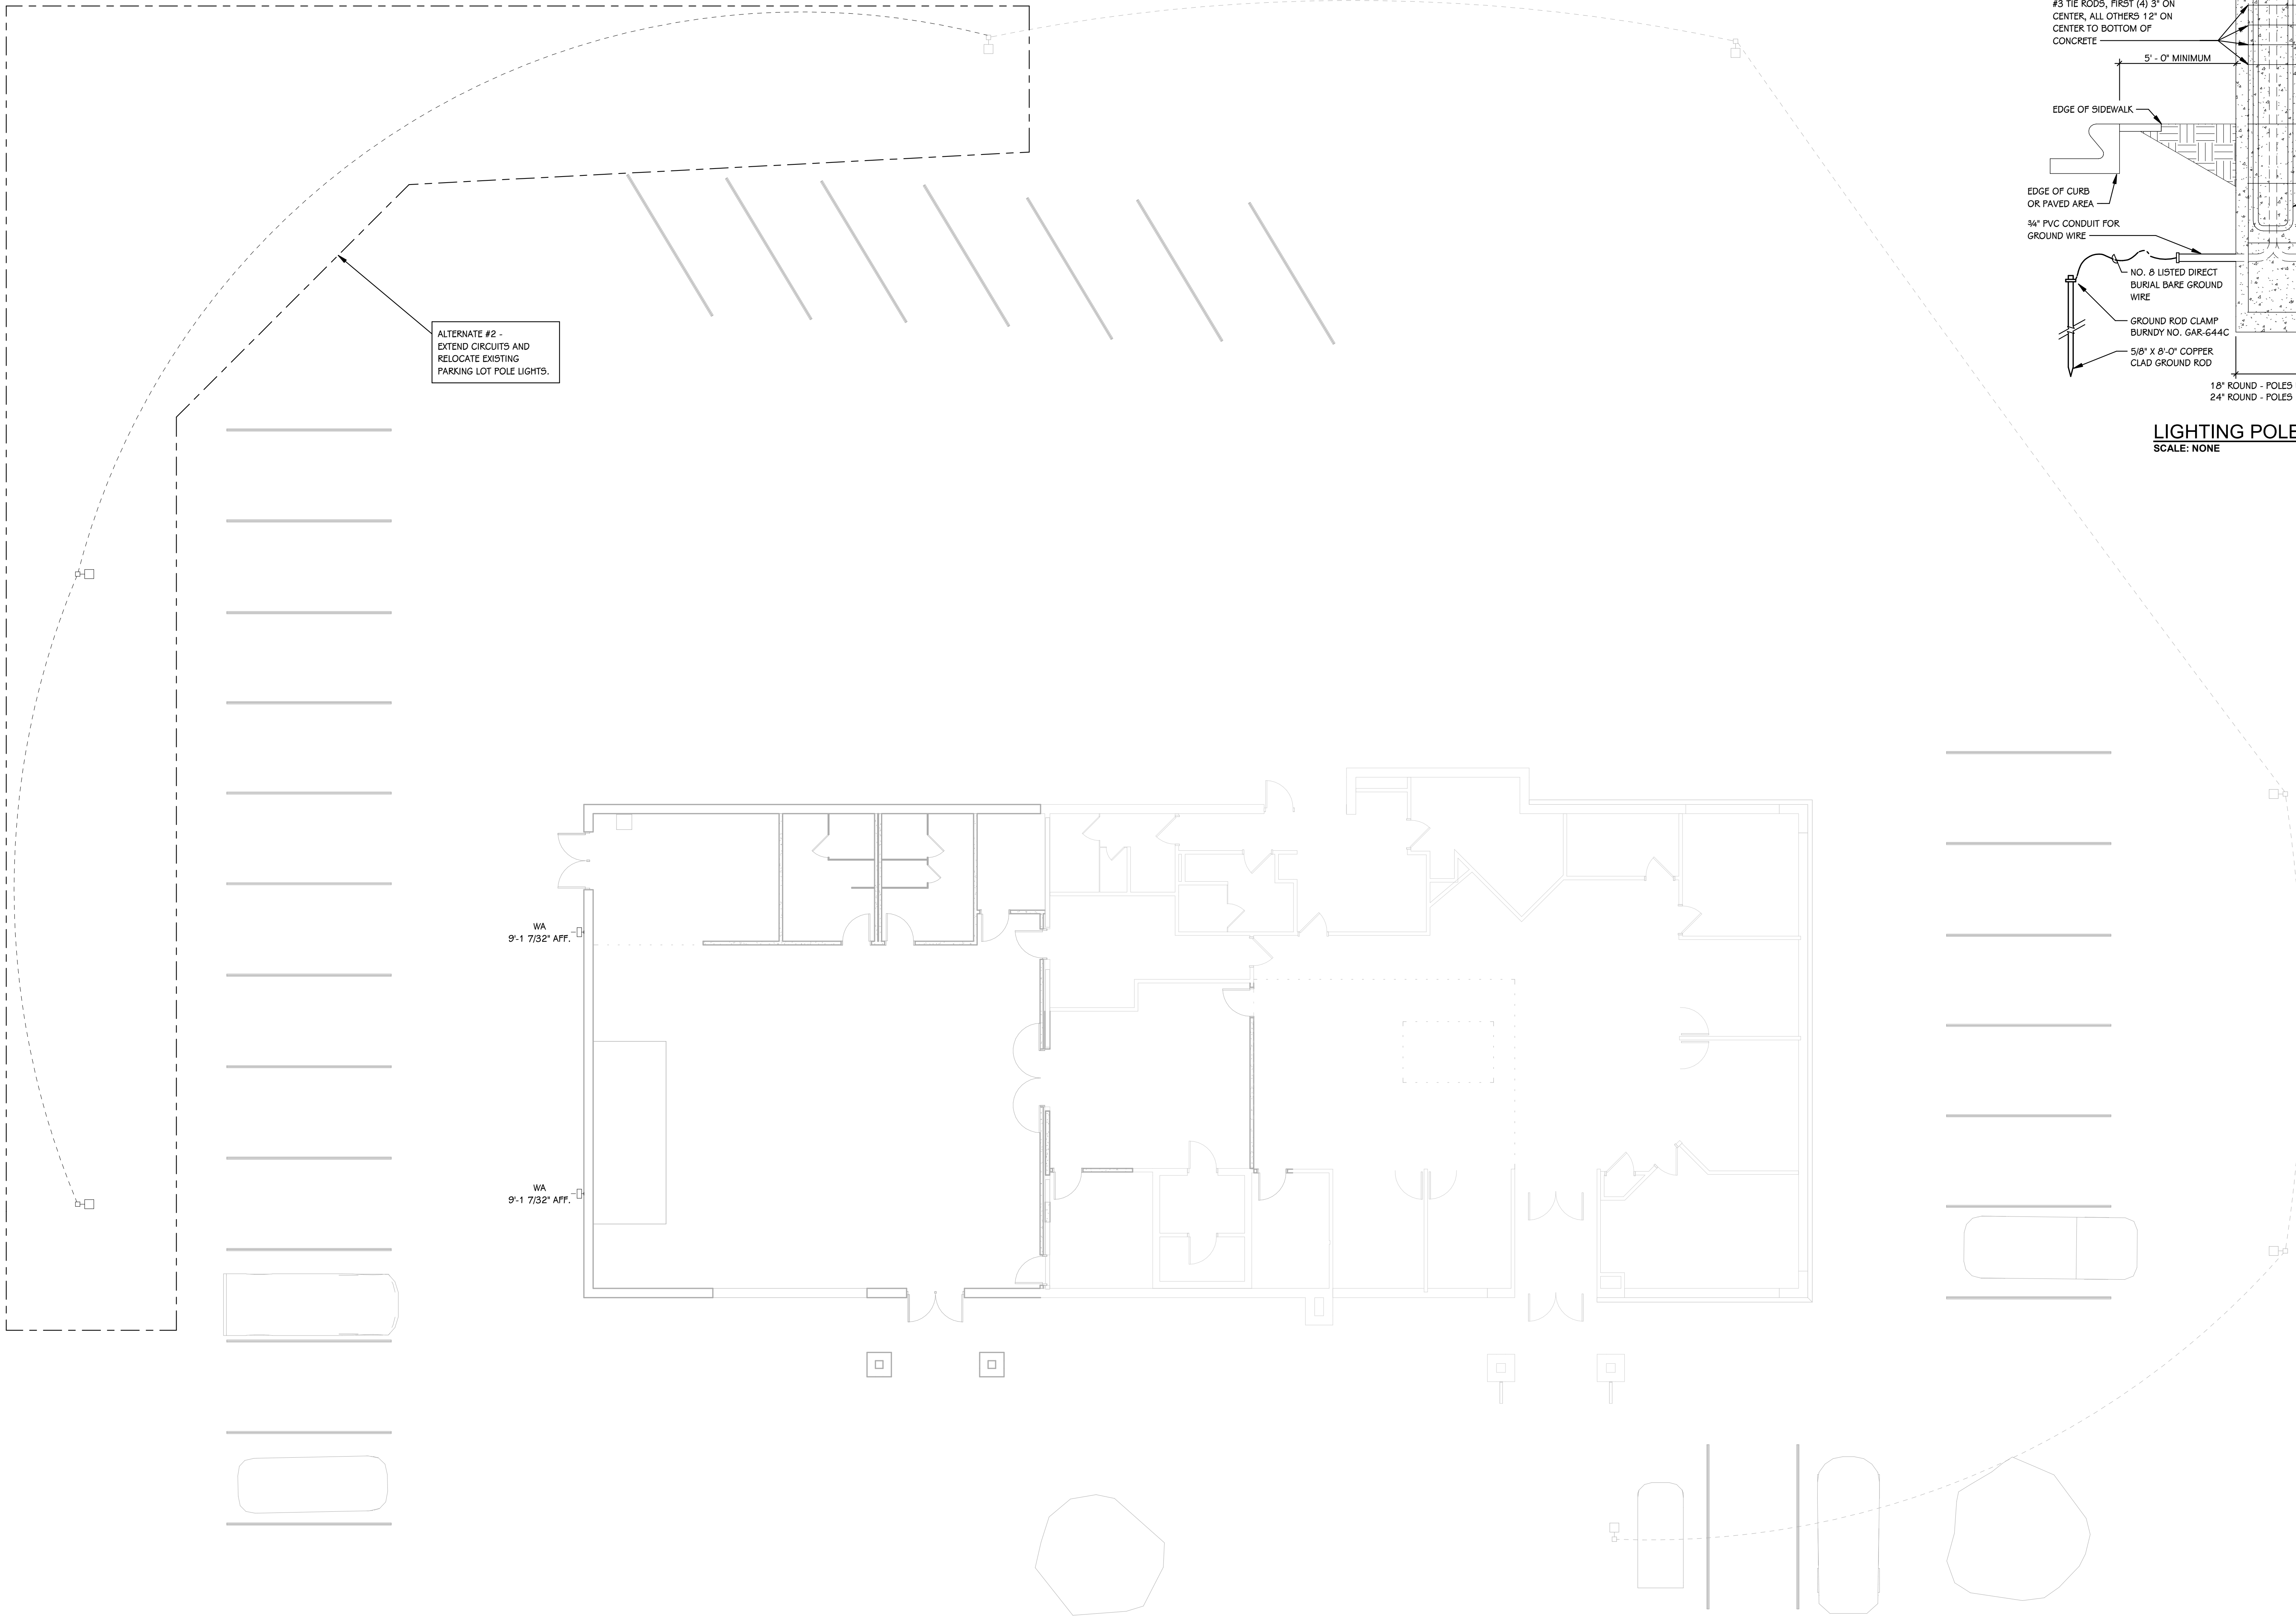 #3 TIE RODS, FIRST (4) 3" ON
CENTER, ALL OTHERS 12" ON
CENTER TO BOTTOM OF
CONCRETE
5' - 0" MINIMUM
EDGE OF SIDEWALK
EDGE OF CURB
OR PAVED AREA
¾" PVC CONDUIT FOR
GROUND WIRE
NO. 8 LISTED DIRECT
BURIAL BARE GROUND
WIRE
GROUND ROD CLAMP
BURNDY NO. GAR-644C
5/8" X 8'-0" COPPER
CLAD GROUND ROD
18" ROUND - POLES
24" ROUND - POLES
LIGHTING POLE
SCALE: NONE
ALTERNATE #2 -
EXTEND CIRCUITS AND
RELOCATE EXISTING
PARKING LOT POLE LIGHTS.
WA
9'-1 7/32" AFF.
WA
9'-1 7/32" AFF.